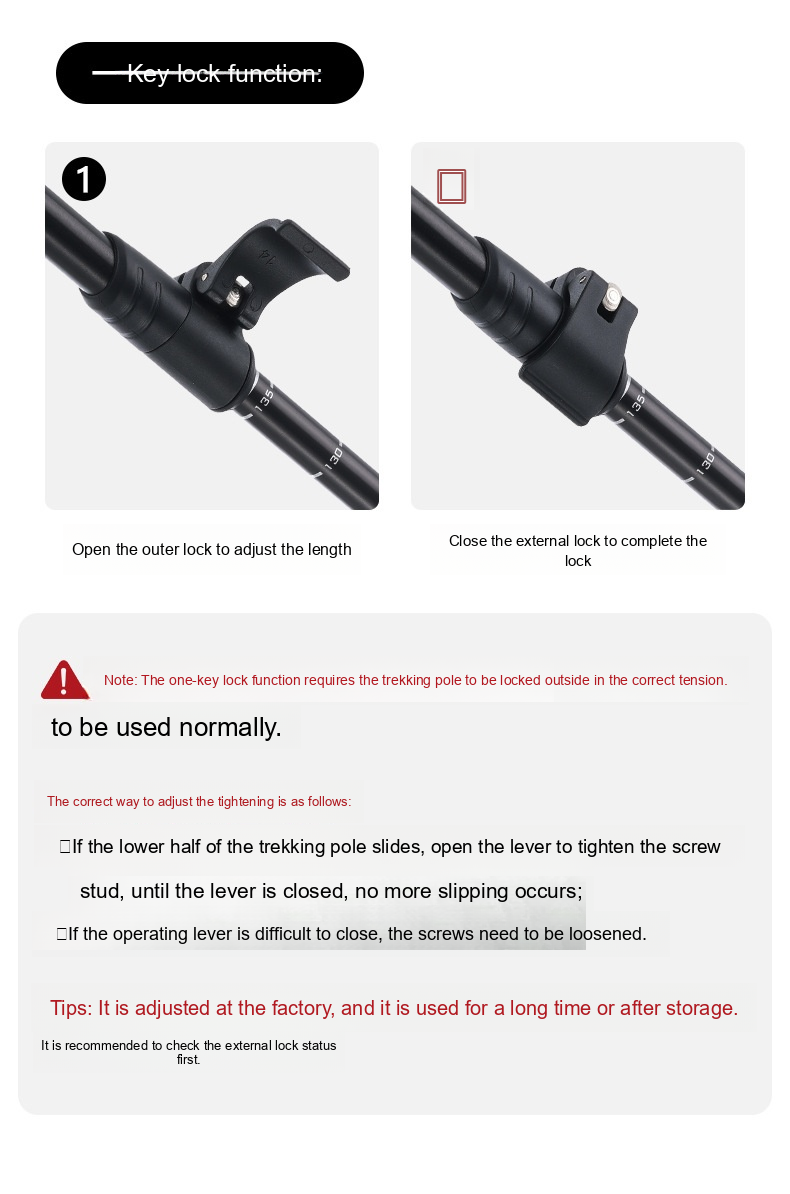 Key lock function:
1
14
135
130
135
130
Open the outer lock to adjust the length
Close the external lock to complete the
lock
Note: The one-key lock function requires the trekking pole to be locked outside in the correct tension.
to be used normally.
The correct way to adjust the tightening is as follows:
If the lower half of the trekking pole slides, open the lever to tighten the screw
stud, until the lever is closed, no more slipping occurs;
If the operating lever is difficult to close, the screws need to be loosened.
Tips: It is adjusted at the factory, and it is used for a long time or after storage.
It is recommended to check the external lock status
first.